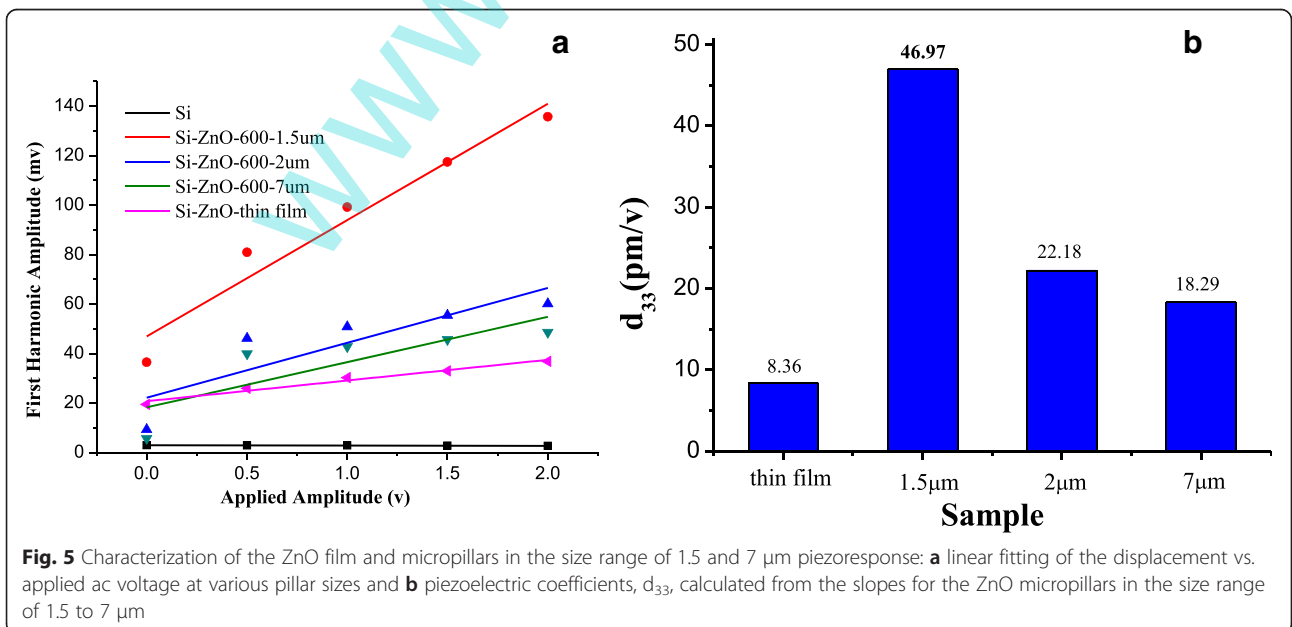 a
First Harmonic Amplitude (mv)
140
120
100
80
60
40
20
0
Si
Si-ZnO-600-1.5um
Si-ZnO-600-2um
Si-ZnO-600-7um
Si-ZnO-thin film
0.0 0.5 1.0 1.5 2.0
Applied Amplitude (v)
b
d33(pm/v)
50
40
30
20
10
0
8.36
46.97
22.18
18.29
thin film 1.5μm 2μm 7μm
Sample
www
Fig. 5 Characterization of the ZnO film and micropillars in the size range of 1.5 and 7 μm piezoresponse: a linear fitting of the displacement vs.
applied ac voltage at various pillar sizes and b piezoelectric coefficients, d33, calculated from the slopes for the ZnO micropillars in the size range
of 1.5 to 7 μm